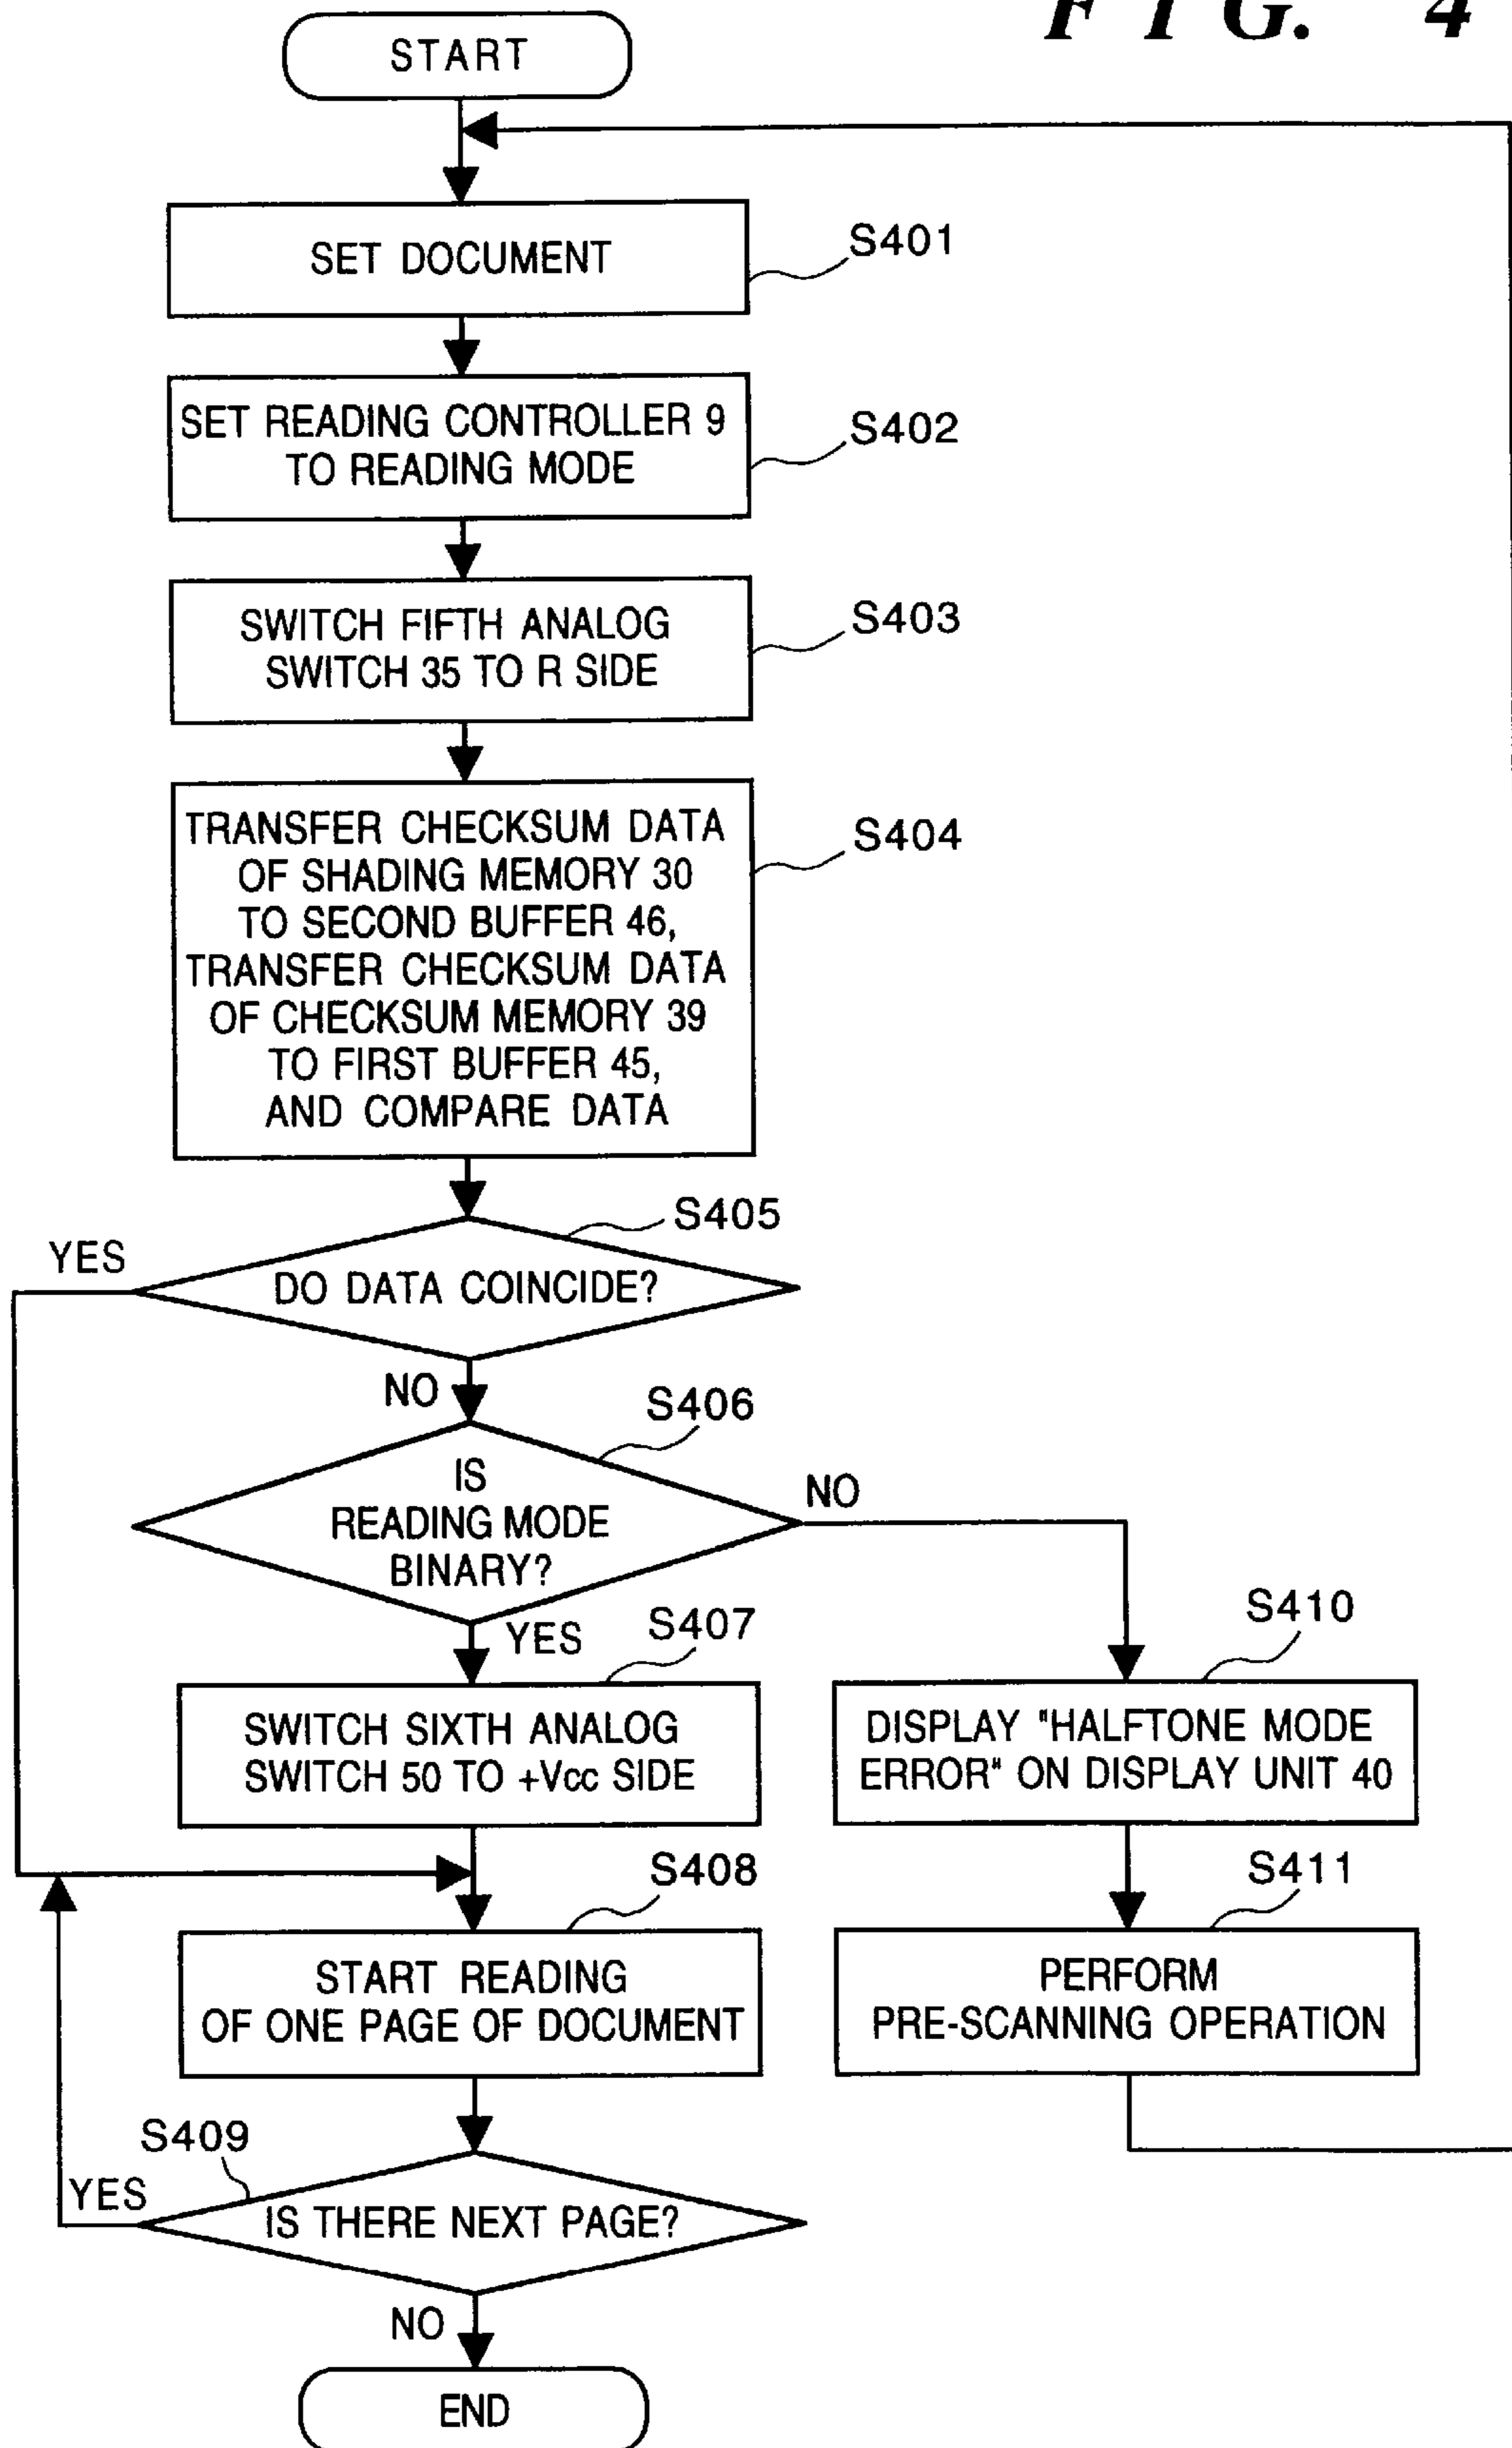 FIG. 4
START
SET DOCUMENT
S401
SET READING CONTROLLER 9
TO READING MODE
S402
SWITCH FIFTH ANALOG
SWITCH 35 TO R SIDE
S403
TRANSFER CHECKSUM DATA
OF SHADING MEMORY 30
TO SECOND BUFFER 46,
TRANSFER CHECKSUM DATA
OF CHECKSUM MEMORY 39
TO FIRST BUFFER 45,
AND COMPARE DATA
S404
S405
YES
DO DATA COINCIDE?
NO
S406
IS
READING MODE
BINARY?
NO
YES
S407
SWITCH SIXTH ANALOG
SWITCH 50 TO +Vcc SIDE
S410
DISPLAY "HALFTONE MODE
ERROR" ON DISPLAY UNIT 40
S408
START READING
OF ONE PAGE OF DOCUMENT
S411
PERFORM
PRE-SCANNING OPERATION
S409
YES
IS THERE NEXT PAGE?
NO
END